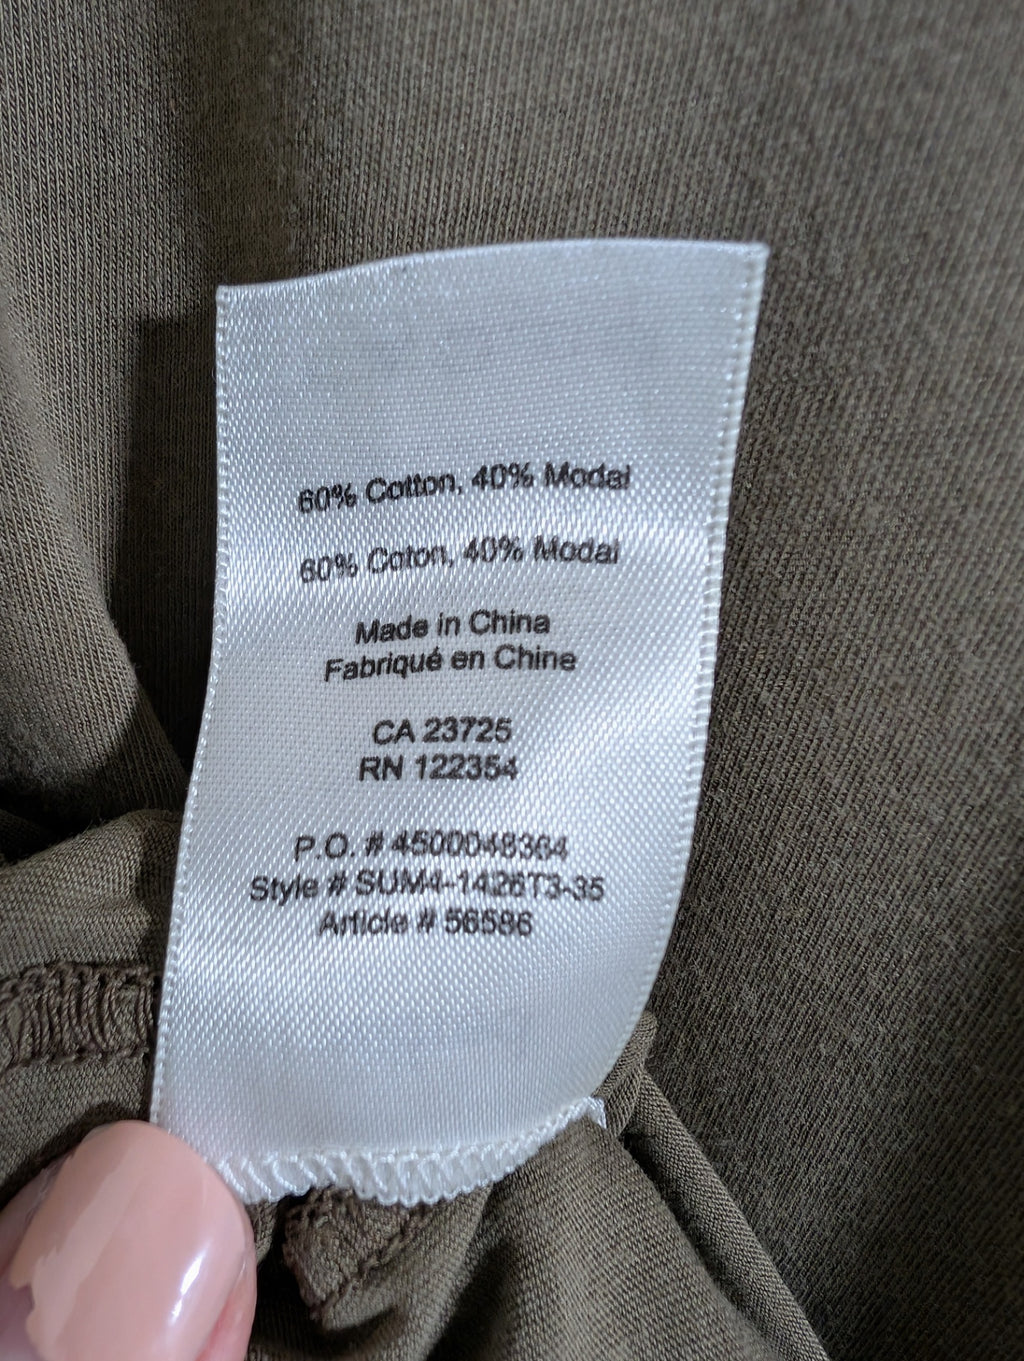 60% Cotton, 40% Modal
60% Coton, 40% Modal
Made in China
Fabriqué en Chine
CA 23725
RN 122354
P.O. # 4500048364
Style # SUM4-1426T3-35
Article # 56586